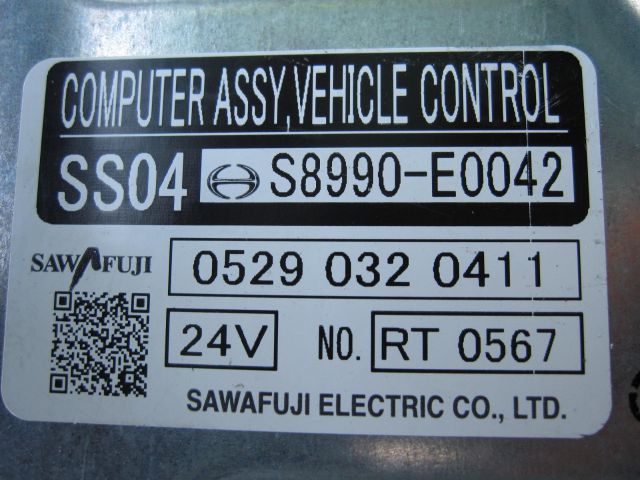 COMPUTER ASSY,VEHICLE CONTROL
SS04 S8990-E0042
SAWAFUJI 0529 032 0411
24V NO. RT 0567
SAWAFUJI ELECTRIC CO., LTD.